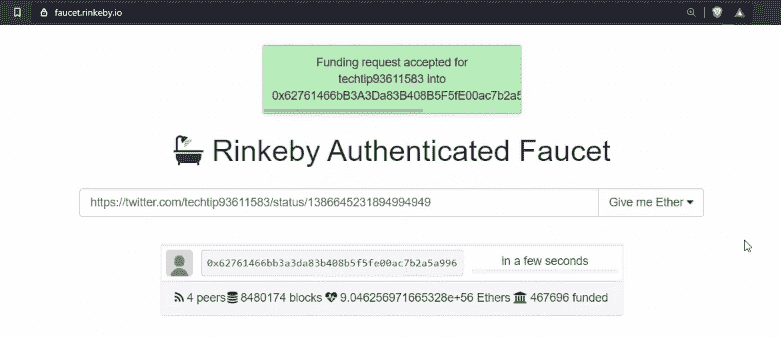 faucet.rinkeby.io
Funding request accepted for
techtip93611583 into
0x62761466bB3A3Da83B408B5F5fE00ac7b2a5
Rinkeby Authenticated Faucet
https://twitter.com/techtip93611583/status/1386645231894994949 Give me Ether
0x62761466bb3a3da83b408b5f5fe00ac7b2a5a996 in a few seconds
4 peers 8480174 blocks 9.046256971665328e+56 Ethers 467696 funded